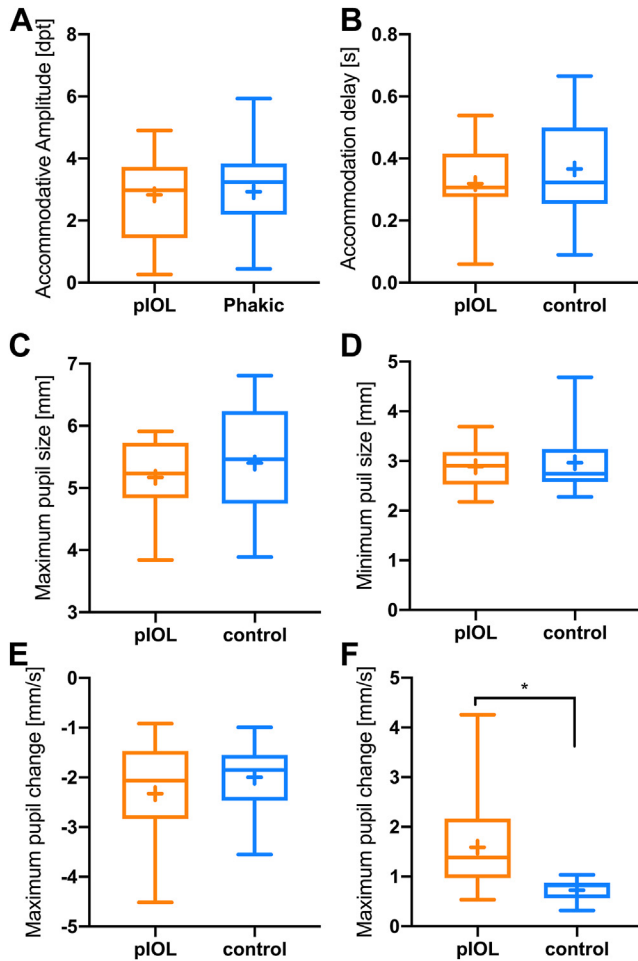 A
Accommodative Amplitude [dpt]
8
6
4
2
0
pIOL
Phakic
B
Accommodation delay [s]
0.8
0.6
0.4
0.2
0.0
pIOL
control
C
Maximum pupil size [mm]
7
6
5
4
3
pIOL
control
D
Minimum puil size [mm]
5
4
3
2
1
0
pIOL
control
E
Maximum pupil change [mm/s]
-0
-1
-2
-3
-4
-5
pIOL
control
F
Maximum pupil change [mm/s]
5
4
3
2
1
0
*
pIOL
control